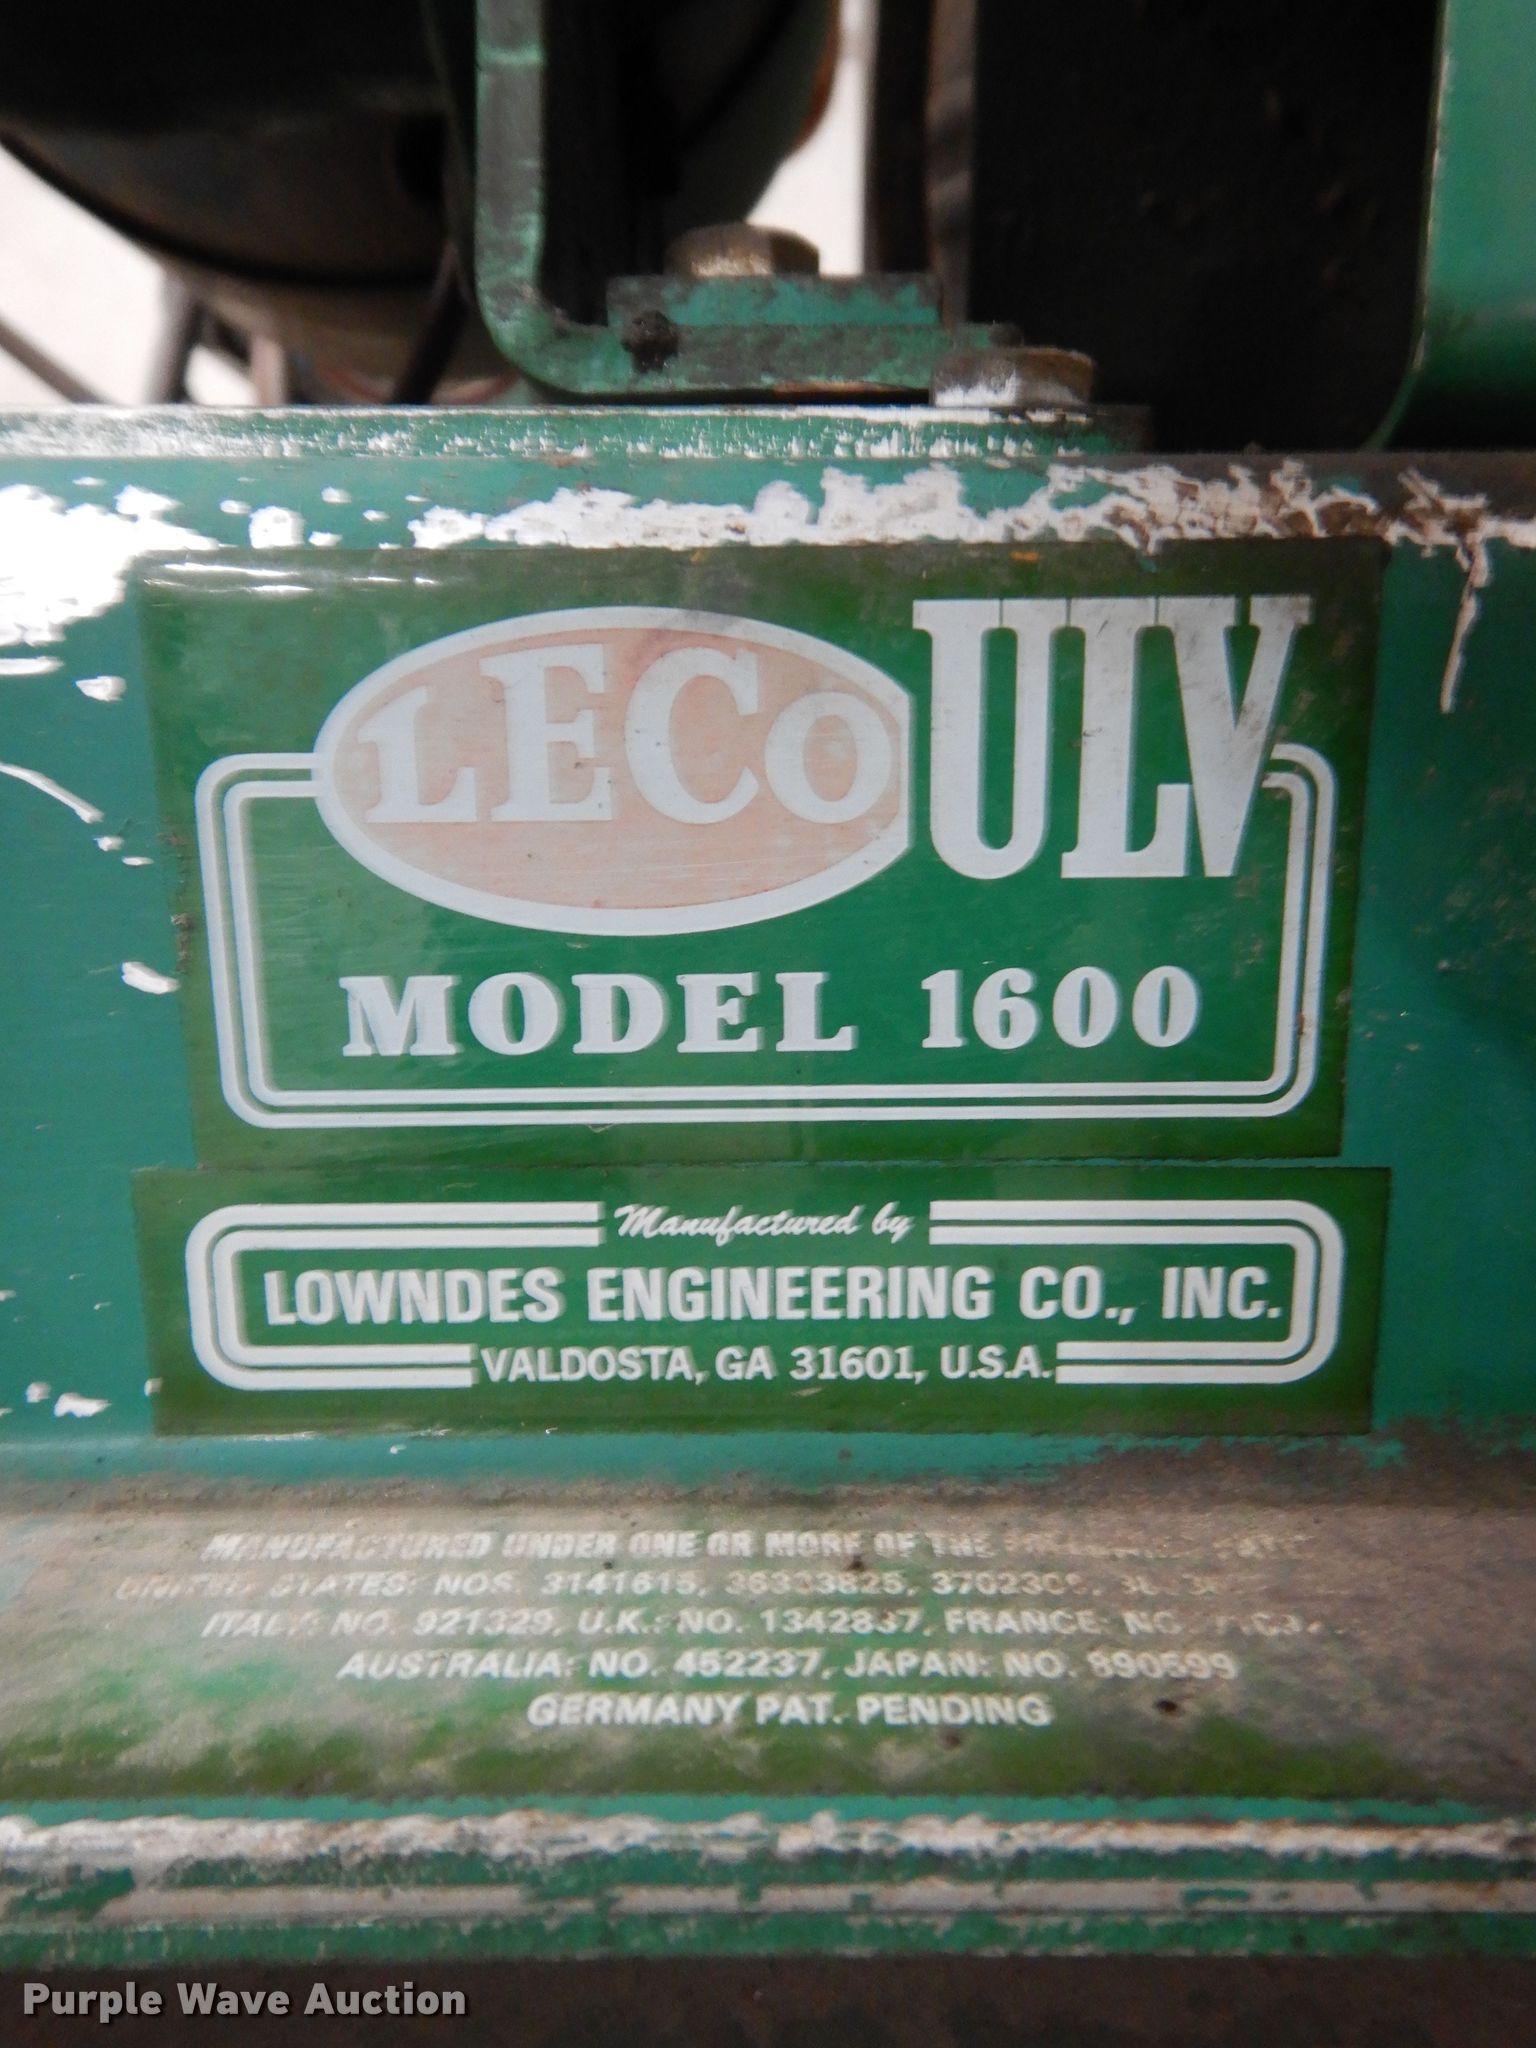 LECO ULV
MODEL 1600
Manufactured by
LOWNDES ENGINEERING CO., INC.
VALDOSTA, GA 31601, U.S.A.
MANUFACTURED UNDER ONE OR MORE OF THE
UNITED STATES: NOS. 3141615,
ITALY: NO. 921329, U.K.: NO. 1342837, FRANCE: NO.
AUSTRALIA: NO. 452237, JAPAN: NO. 890599
GERMANY PAT. PENDING
Purple Wave Auction